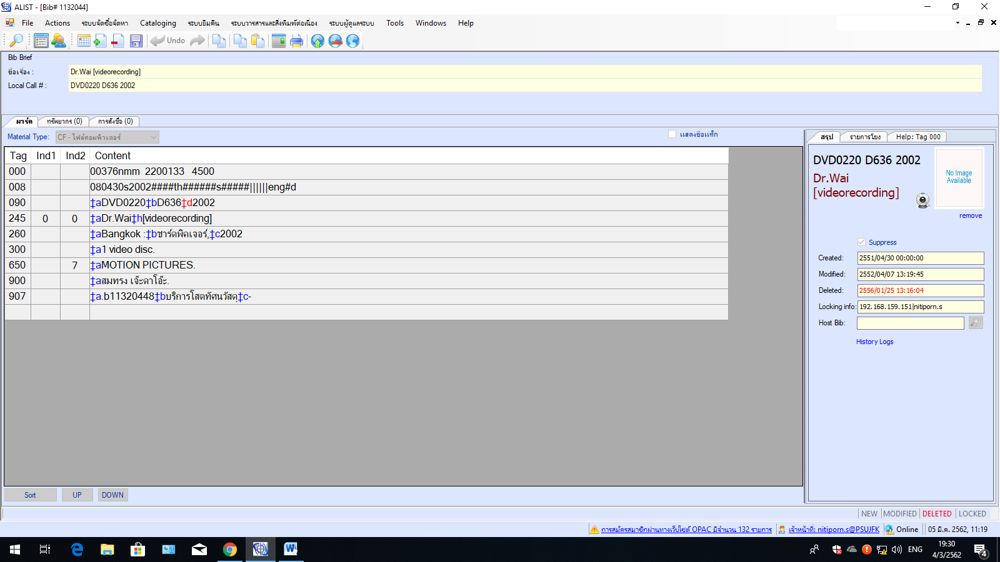 ALIST - [Bib# 1132044]
File Actions ระบบจัดซื้อจัดหา Cataloging ระบบยืมคืน ระบบวารสารและสิ่งพิมพ์ต่อเนื่อง ระบบผู้ดูแลระบบ Tools Windows Help
Undo
Bib Brief
ชื่อเรื่อง : Dr.Wai [videorecording]
Local Call # : DVD0220 D636 2002
มาร์ค ทรัพยากร (0) การสั่งซื้อ (0)
Material Type: CF - ไฟล์คอมพิวเตอร์ แสดงชื่อแท็ก
Tag Ind1 Ind2 Content
000 00376nmm 2200133 4500
008 080430s2002####th######s#####||||||eng#d
090 ‡aDVD0220‡bD636‡d2002
245 0 0 ‡aDr.Wai‡h[videorecording]
260 ‡aBangkok :‡bชาร์ดพิคเจอร์,‡c2002
300 ‡a1 video disc.
650 7 ‡aMOTION PICTURES.
900 ‡aสมทรง เจ๊ะดาโอ๊ะ.
907 ‡a.b11320448‡bบริการโสตทัศนวัสดุ‡c-
Sort UP DOWN
สรุป รายการโยง Help: Tag 000
DVD0220 D636 2002
Dr.Wai
[videorecording]
No Image
Available
remove
Suppress
Created: 2551/04/30 00:00:00
Modified: 2552/04/07 13:19:45
Deleted: 2556/01/25 13:16:04
Locking info: 192.168.159.151|nitiporn.s
Host Bib:
History Logs
NEW MODIFIED DELETED LOCKED
การสมัครสมาชิกผ่านทางเว็บไซต์ OPAC มีจำนวน 132 รายการ เจ้าหน้าที่: nitiporn.s@PSUJFK Online 05 มี.ค. 2562, 11:19
ENG 19:30
4/3/2562
4